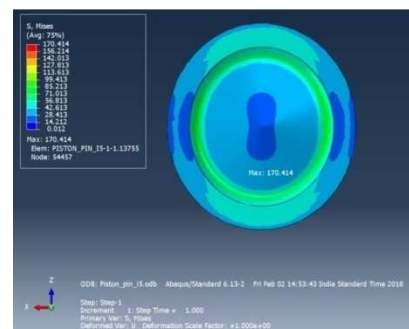 S, Mises
(Avg: 75%)
170.414
156.214
142.013
127.813
113.613
99.413
85.213
71.013
56.813
42.613
28.413
14.212
0.012
Max: 170.414
Elem: PISTON_PIN_I5-1-1.13755
Node: 54457
Max: 170.414
Z
X
ODB: Piston_pin_i5.odb Abaqus/Standard 6.13-2 Fri Feb 02 14:53:43 India Standard Time 2018
Step: Step-1
Increment 1: Step Time = 1.000
Primary Var: S, Mises
Deformed Var: U Deformation Scale Factor: +1.000e+00